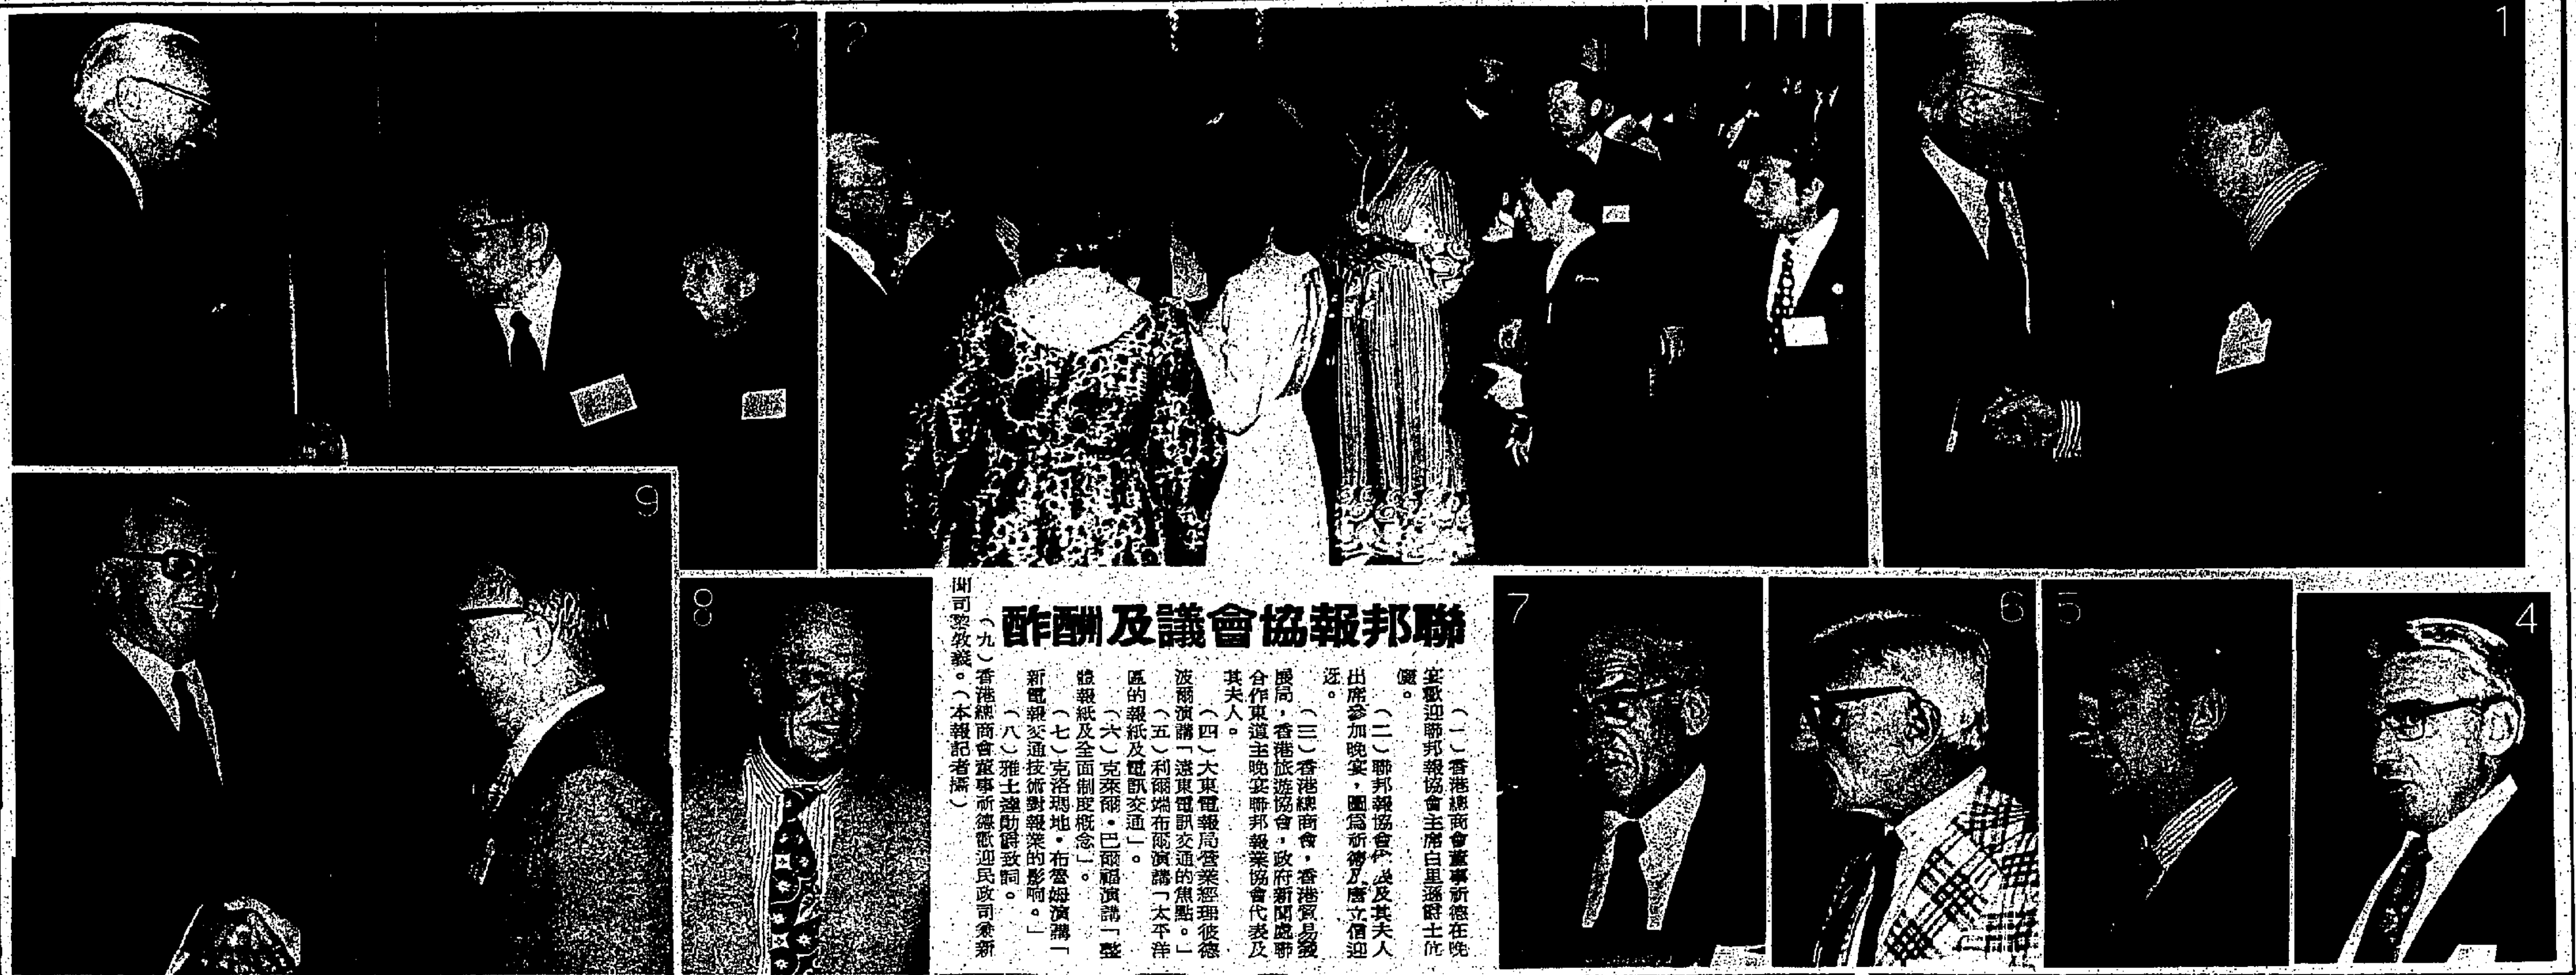 聯邦報協會議及酬酢
(一)香港總商會董事祈德在晚
宴歡迎聯邦報協會主席白里遜爵士伉
儷。
(二)聯邦報協會代表及其夫人
出席參加晚宴,圖為祈德及唐立信迎
迓。
(三)香港總商會,香港貿易發
展局,香港旅遊協會,政府新聞處聯
合作東道主晚宴聯邦報業協會代表及
其夫人。
(四)大東電報局營業經理彼德
波爾演講「遠東電訊交通的焦點。」
(五)利爾端布爾演講「太平洋
區的報紙及電訊交通」。
(六)克萊爾・巴爾福演講「整
體報紙及全面制度概念」。
(七)克洛瑪地・布魯姆演講「
新電報交通技術對報業的影响。」
(八)雅士達勛爵致詞。
(九)香港總商會董事祈德歡迎民政司兼新
聞司黎敦義。(本報記者攝)
1
2
3
4
5
6
7
8
9